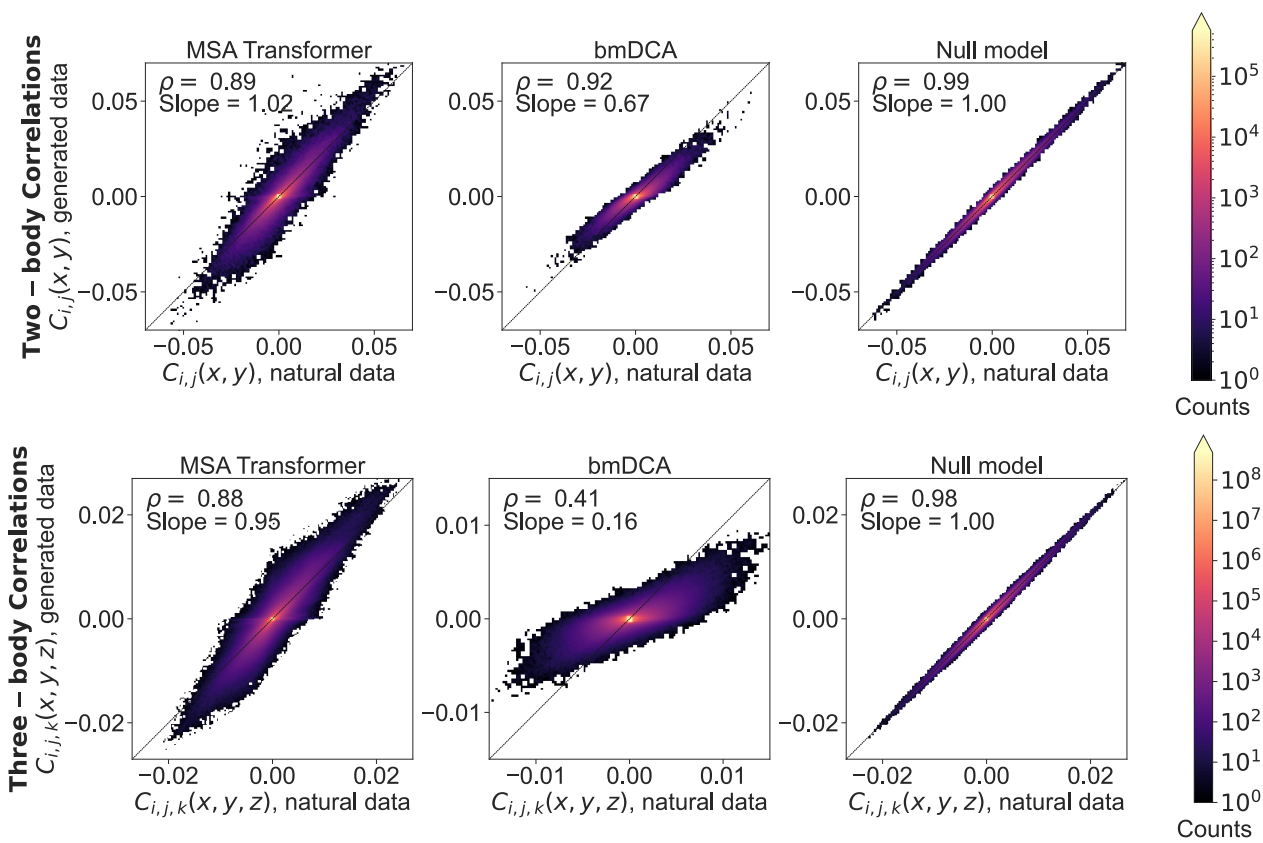 Two – body Correlations
C_{i,j}(x, y), generated data
MSA Transformer
ρ = 0.89
Slope = 1.02
0.05
0.00
−0.05
−0.05 0.00 0.05
C_{i,j}(x, y), natural data
bmDCA
ρ = 0.92
Slope = 0.67
0.05
0.00
−0.05
−0.05 0.00 0.05
C_{i,j}(x, y), natural data
Null model
ρ = 0.99
Slope = 1.00
0.05
0.00
−0.05
−0.05 0.00 0.05
C_{i,j}(x, y), natural data
10^5
10^4
10^3
10^2
10^1
10^0
Counts
Three – body Correlations
C_{i,j,k}(x, y, z), generated data
MSA Transformer
ρ = 0.88
Slope = 0.95
0.02
0.00
−0.02
−0.02 0.00 0.02
C_{i,j,k}(x, y, z), natural data
bmDCA
ρ = 0.41
Slope = 0.16
0.01
0.00
−0.01
−0.01 0.00 0.01
C_{i,j,k}(x, y, z), natural data
Null model
ρ = 0.98
Slope = 1.00
0.02
0.00
−0.02
−0.02 0.00 0.02
C_{i,j,k}(x, y, z), natural data
10^8
10^7
10^6
10^5
10^4
10^3
10^2
10^1
10^0
Counts